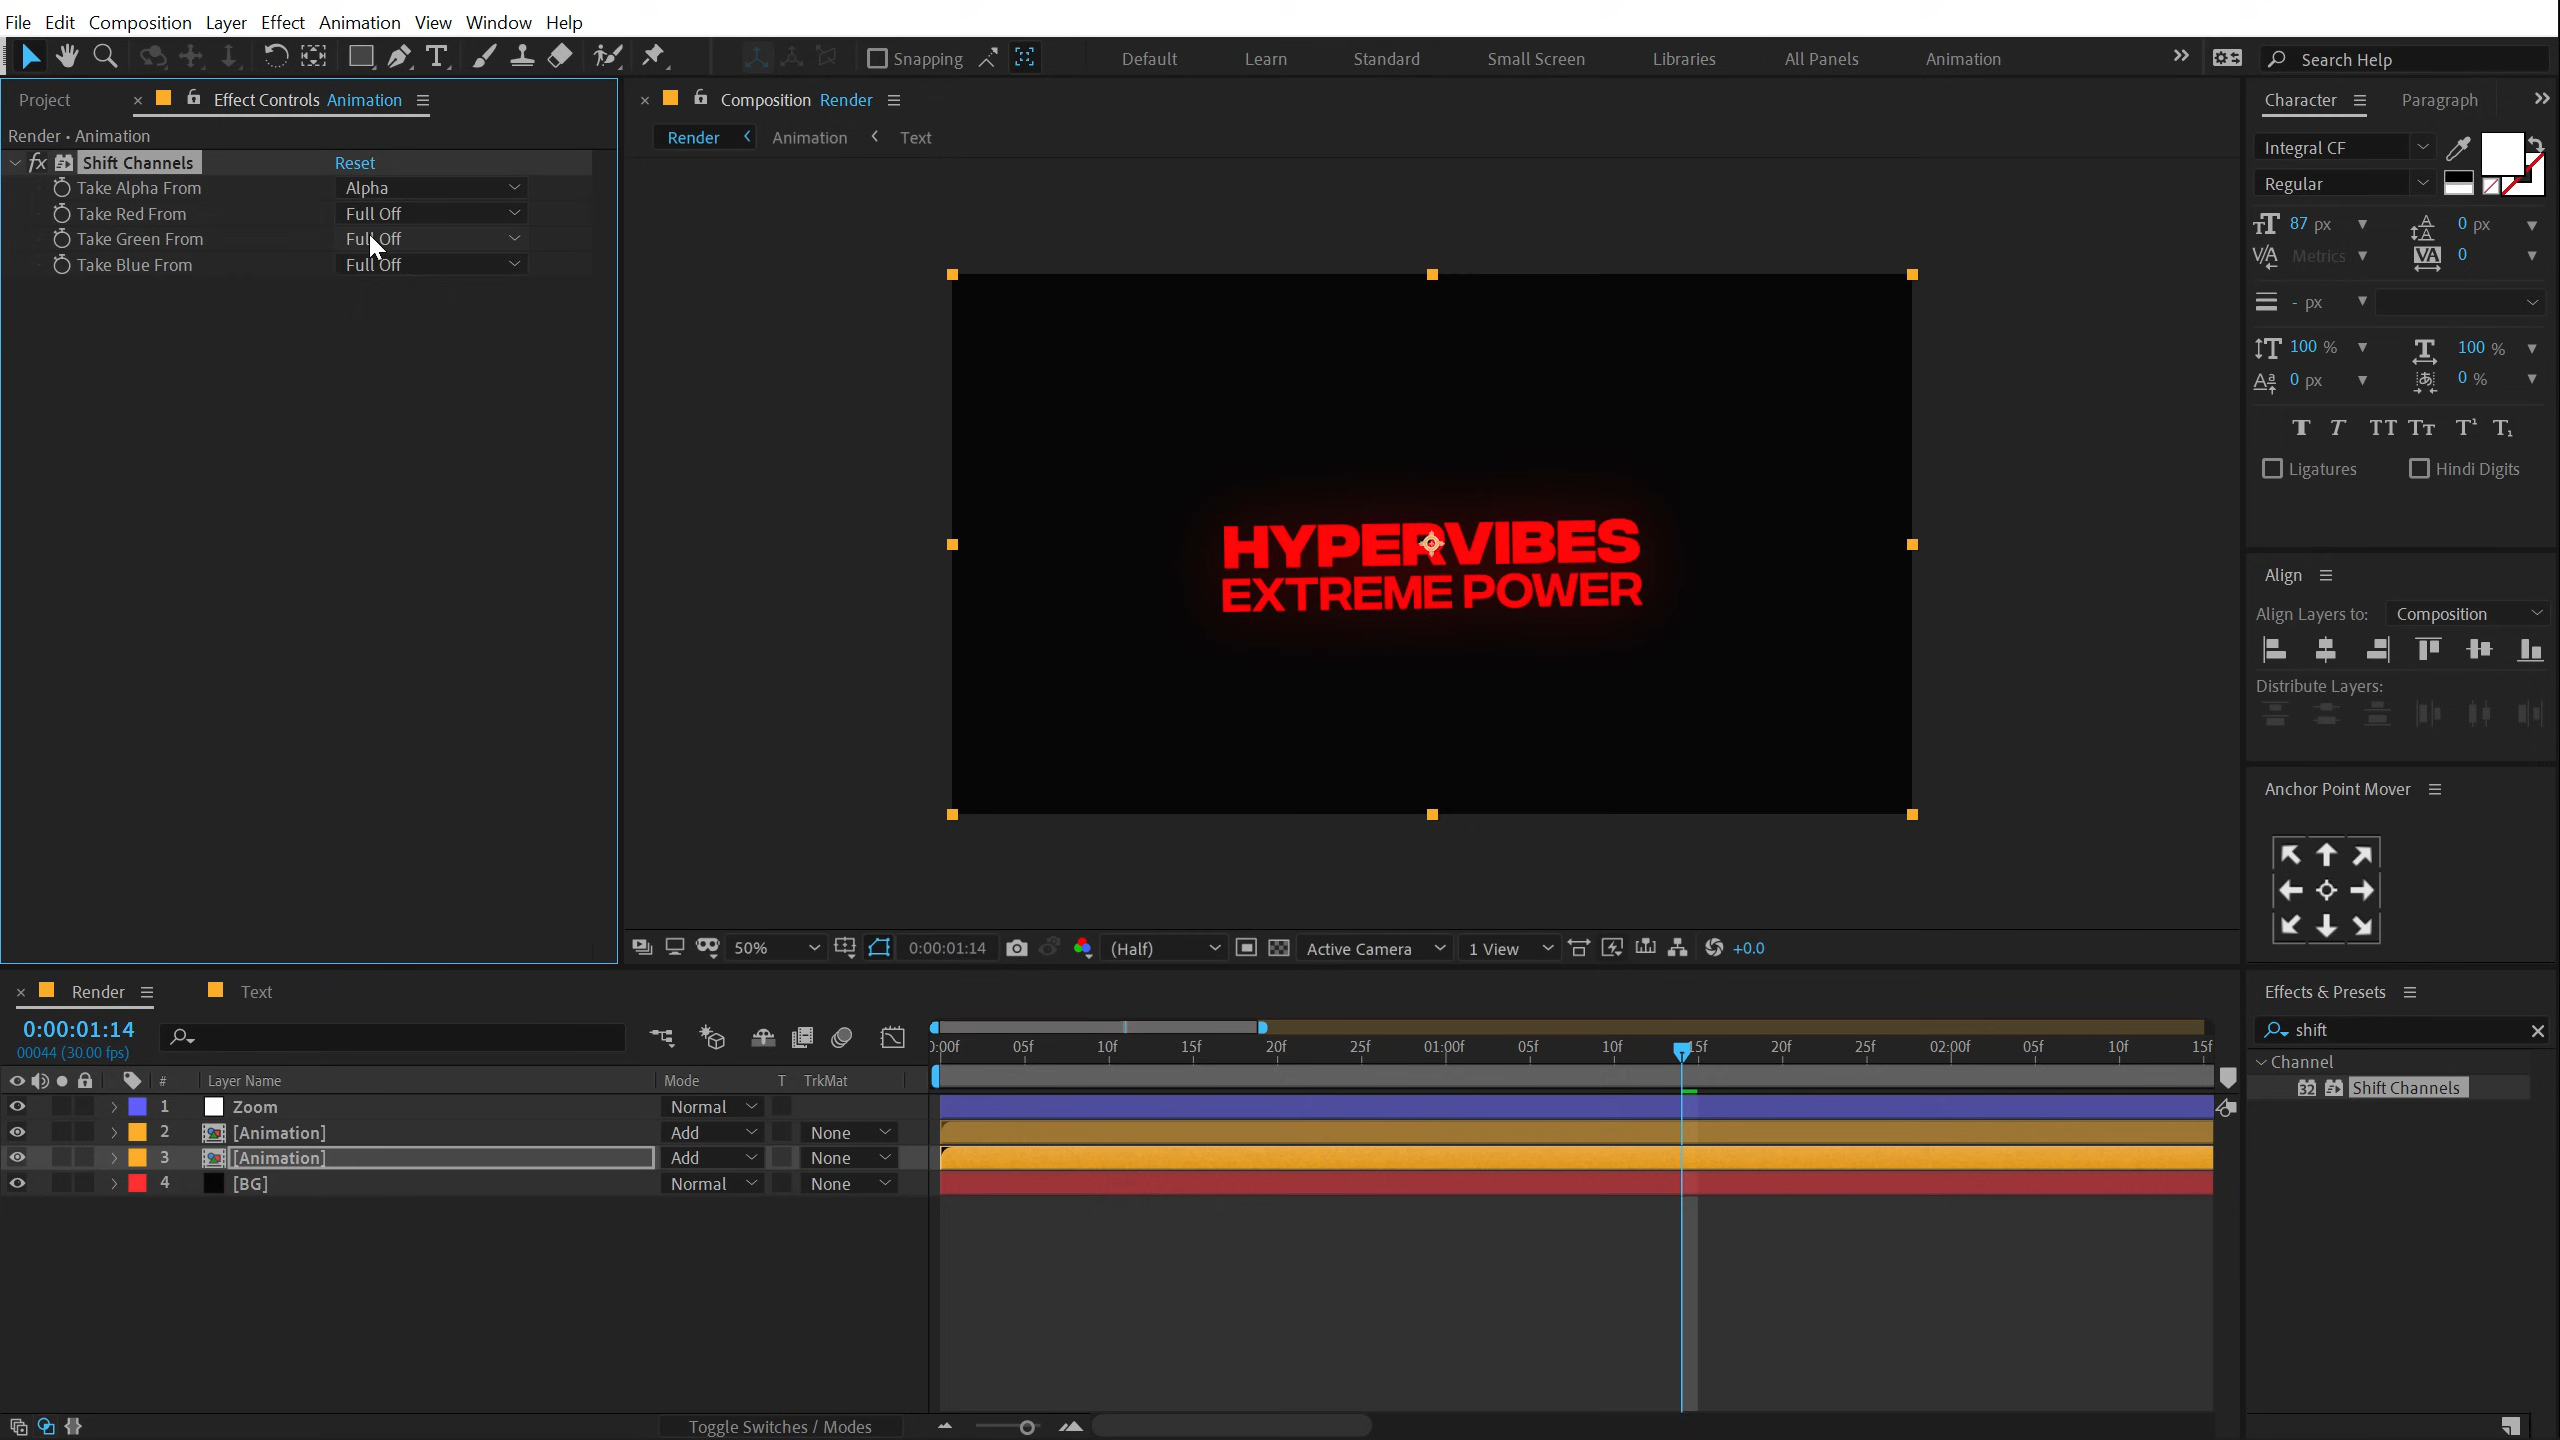 File Edit Composition Layer Effect Animation View Window Help
Snapping Default Learn Standard Small Screen Libraries All Panels Animation Search Help
Project Effect Controls Animation
Render • Animation
fx Shift Channels Reset
Take Alpha From Alpha
Take Red From Full Off
Take Green From Full Off
Take Blue From Full Off
Composition Render
Render Animation Text
HYPERVIBES
EXTREME POWER
50% 0:00:01:14 (Half) Active Camera 1 View +0.0
Character Paragraph
Integral CF
Regular
87 px 0 px
Metrics 0
- px
100 % 100 %
0 px 0 %
Ligatures Hindi Digits
Align
Align Layers to: Composition
Distribute Layers:
Anchor Point Mover
Effects & Presets
shift
Channel
32 Shift Channels
Render Text
0:00:01:14
00044 (30.00 fps)
0:00f 05f 10f 15f 20f 25f 01:00f 05f 10f 15f 20f 25f 02:00f 05f 10f 15f
# Layer Name Mode T TrkMat
1 Zoom Normal
2 [Animation] Add None
3 [Animation] Add None
4 [BG] Normal None
Toggle Switches / Modes